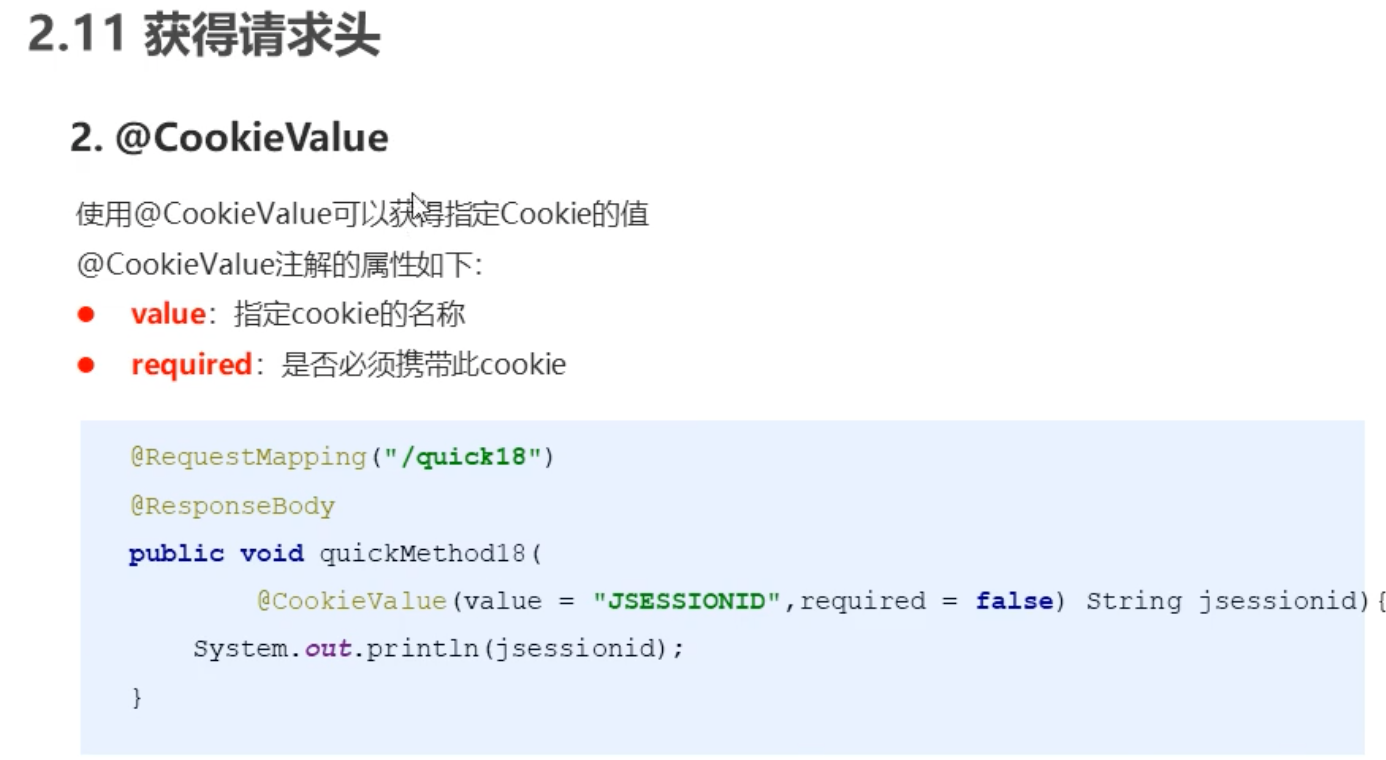 2.11 获得请求头
2. @CookieValue
使用@CookieValue可以获得指定Cookie的值
@CookieValue注解的属性如下:
● value：指定cookie的名称
● required：是否必须携带此cookie
@RequestMapping("/quick18")
@ResponseBody
public void quickMethod18(
@CookieValue(value = "JSESSIONID",required = false) String jsessionid){
System.out.println(jsessionid);
}